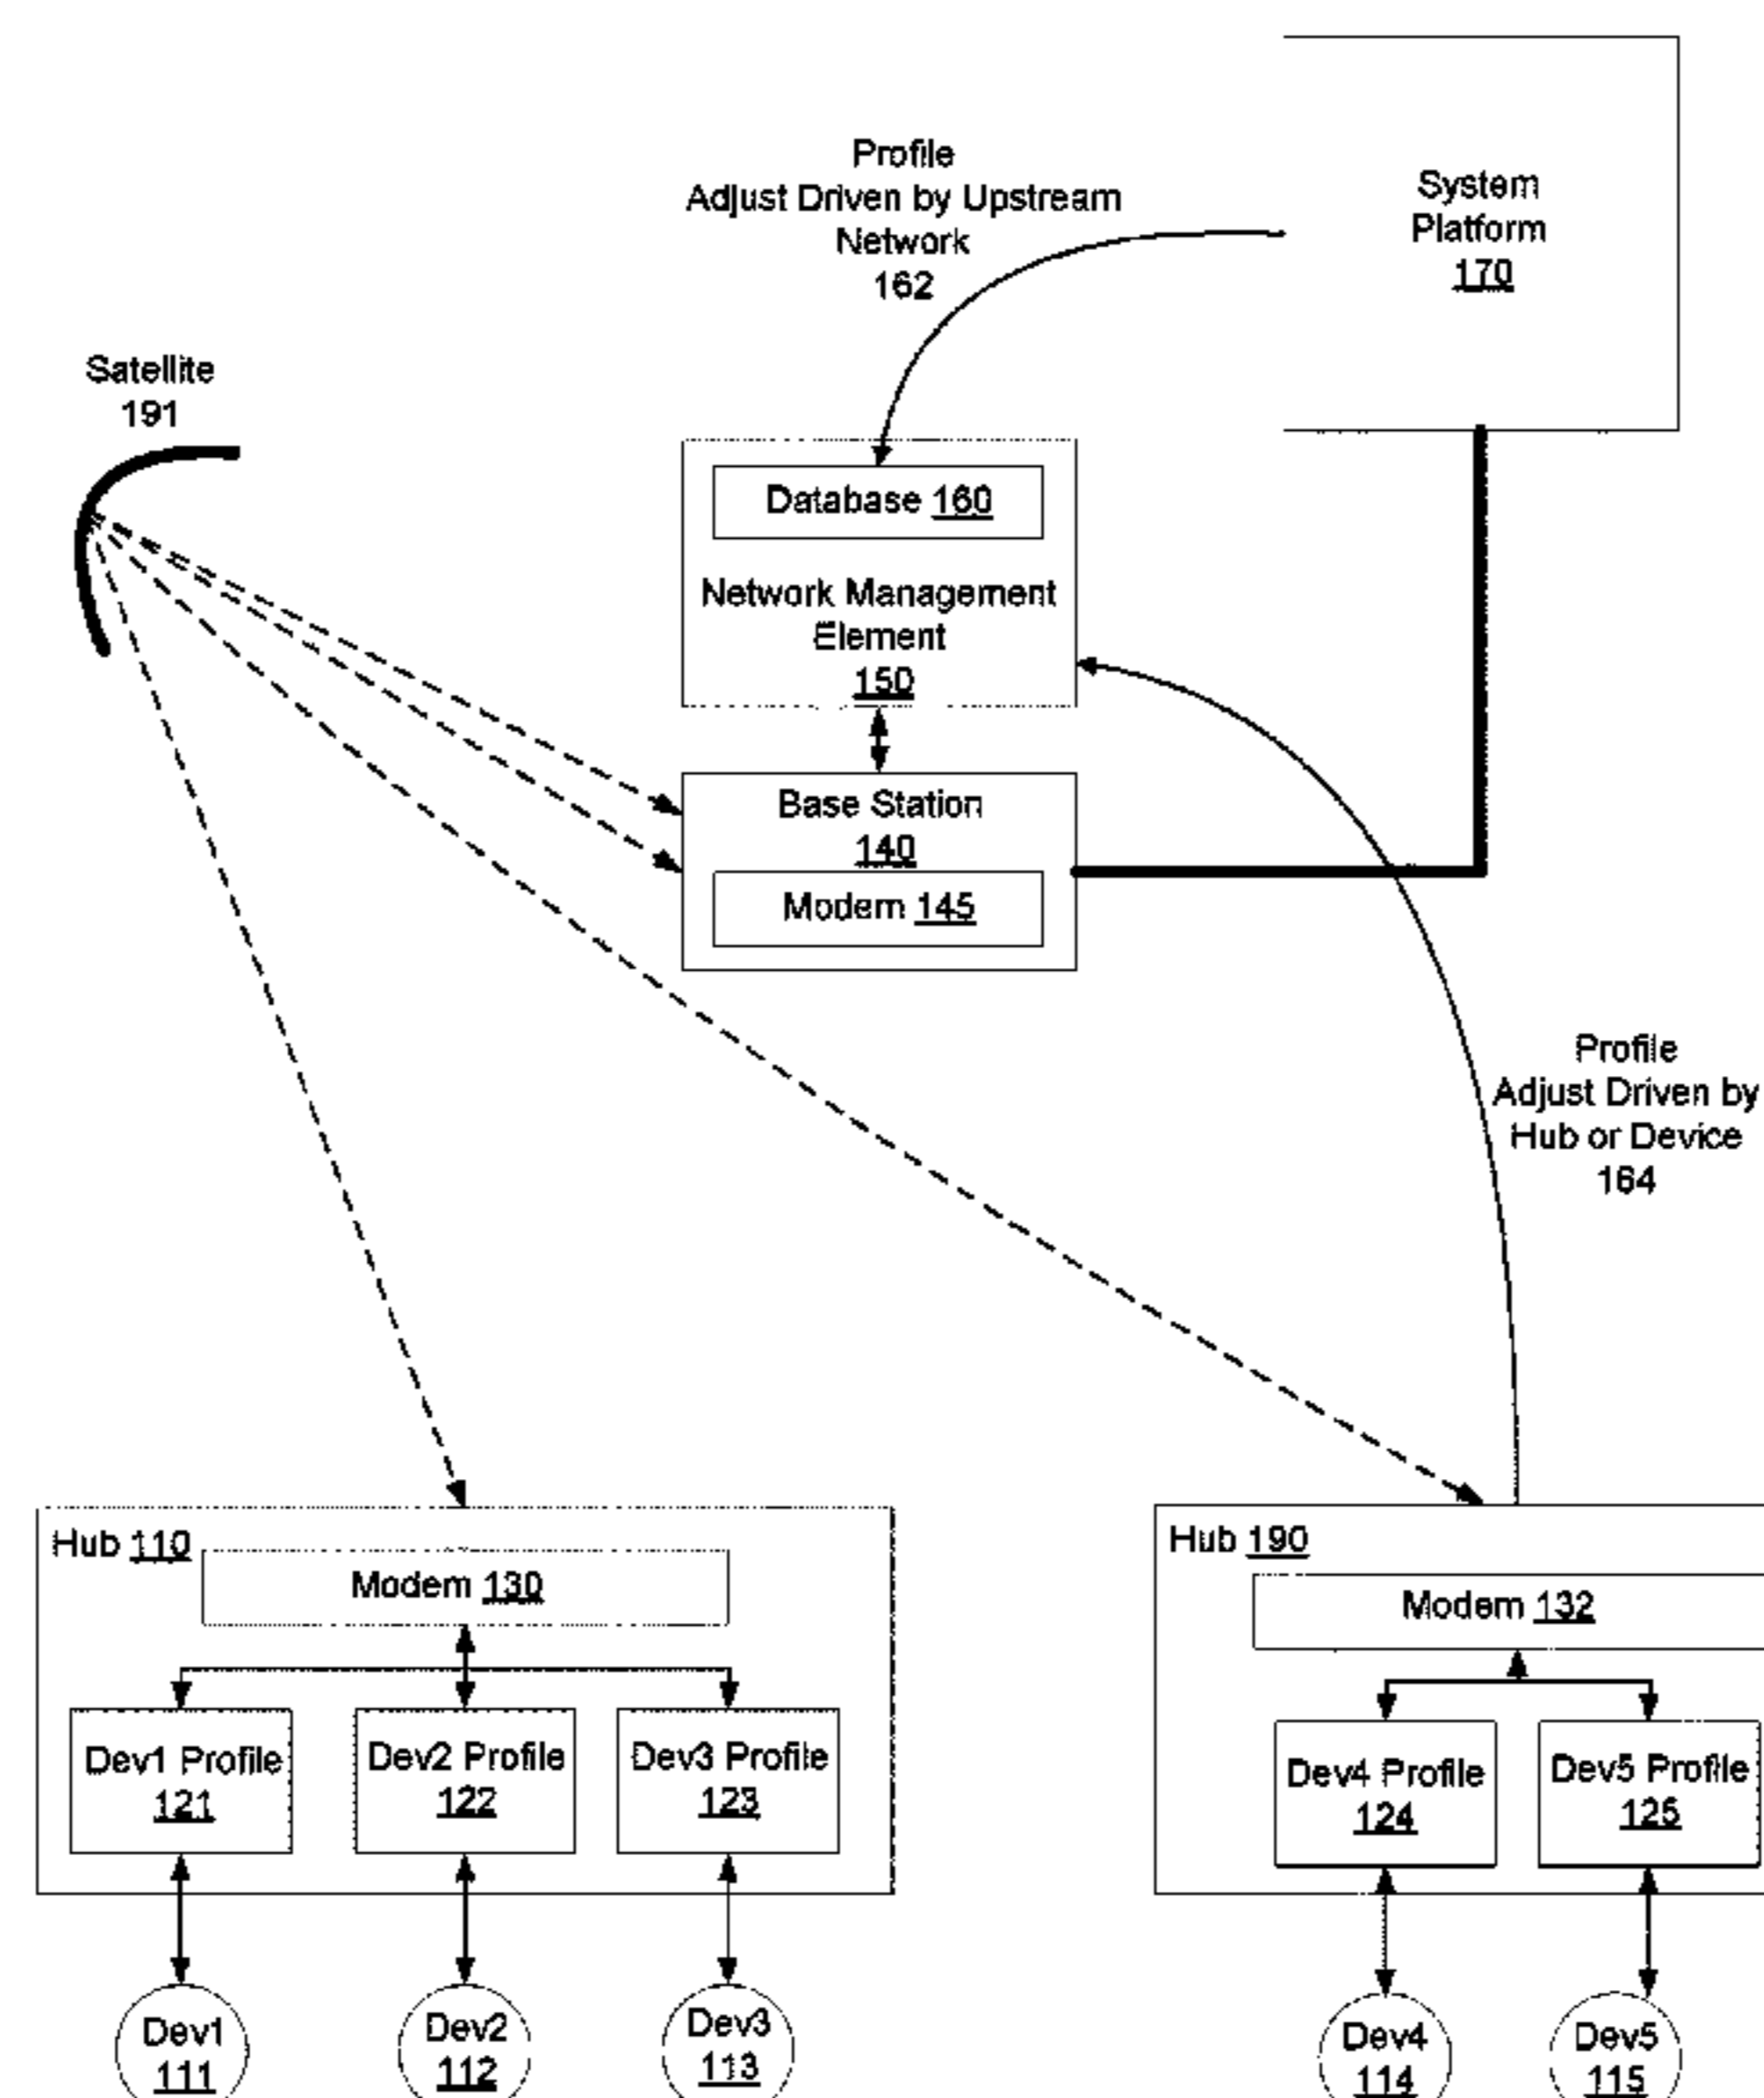 Profile
Adjust Driven by Upstream
Network
162
System
Platform
170
Satellite
191
Database 160
Network Management
Element
150
Base Station
140
Modem 145
Profile
Adjust Driven by
Hub or Device
164
Hub 110
Modem 130
Dev1 Profile
121
Dev2 Profile
122
Dev3 Profile
123
Hub 190
Modem 132
Dev4 Profile
124
Dev5 Profile
125
Dev1
111
Dev2
112
Dev3
113
Dev4
114
Dev5
115